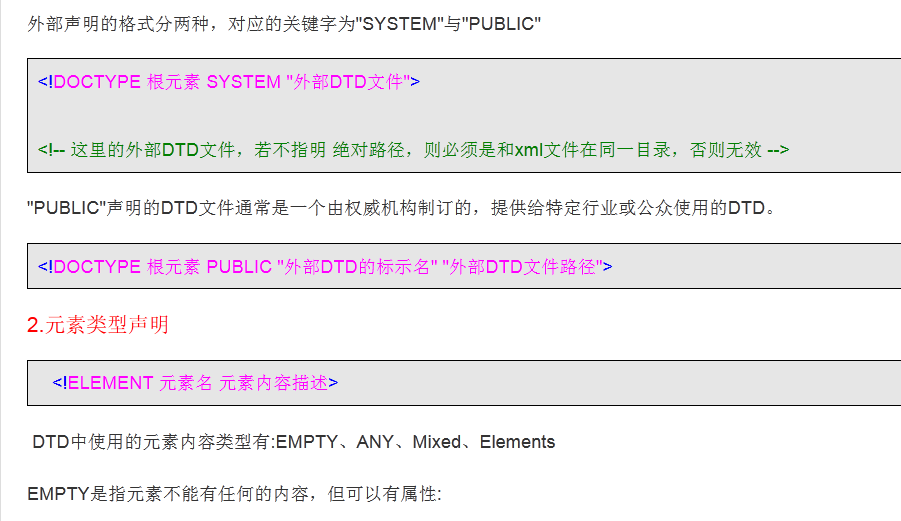 外部声明的格式分两种，对应的关键字为"SYSTEM"与"PUBLIC"
<!DOCTYPE 根元素 SYSTEM "外部DTD文件">
<!-- 这里的外部DTD文件，若不指明 绝对路径，则必须是和xml文件在同一目录，否则无效 -->
"PUBLIC"声明的DTD文件通常是一个由权威机构制订的，提供给特定行业或公众使用的DTD。
<!DOCTYPE 根元素 PUBLIC "外部DTD的标示名" "外部DTD文件路径">
2.元素类型声明
<!ELEMENT 元素名 元素内容描述>
DTD中使用的元素内容类型有:EMPTY、ANY、Mixed、Elements
EMPTY是指元素不能有任何的内容，但可以有属性: